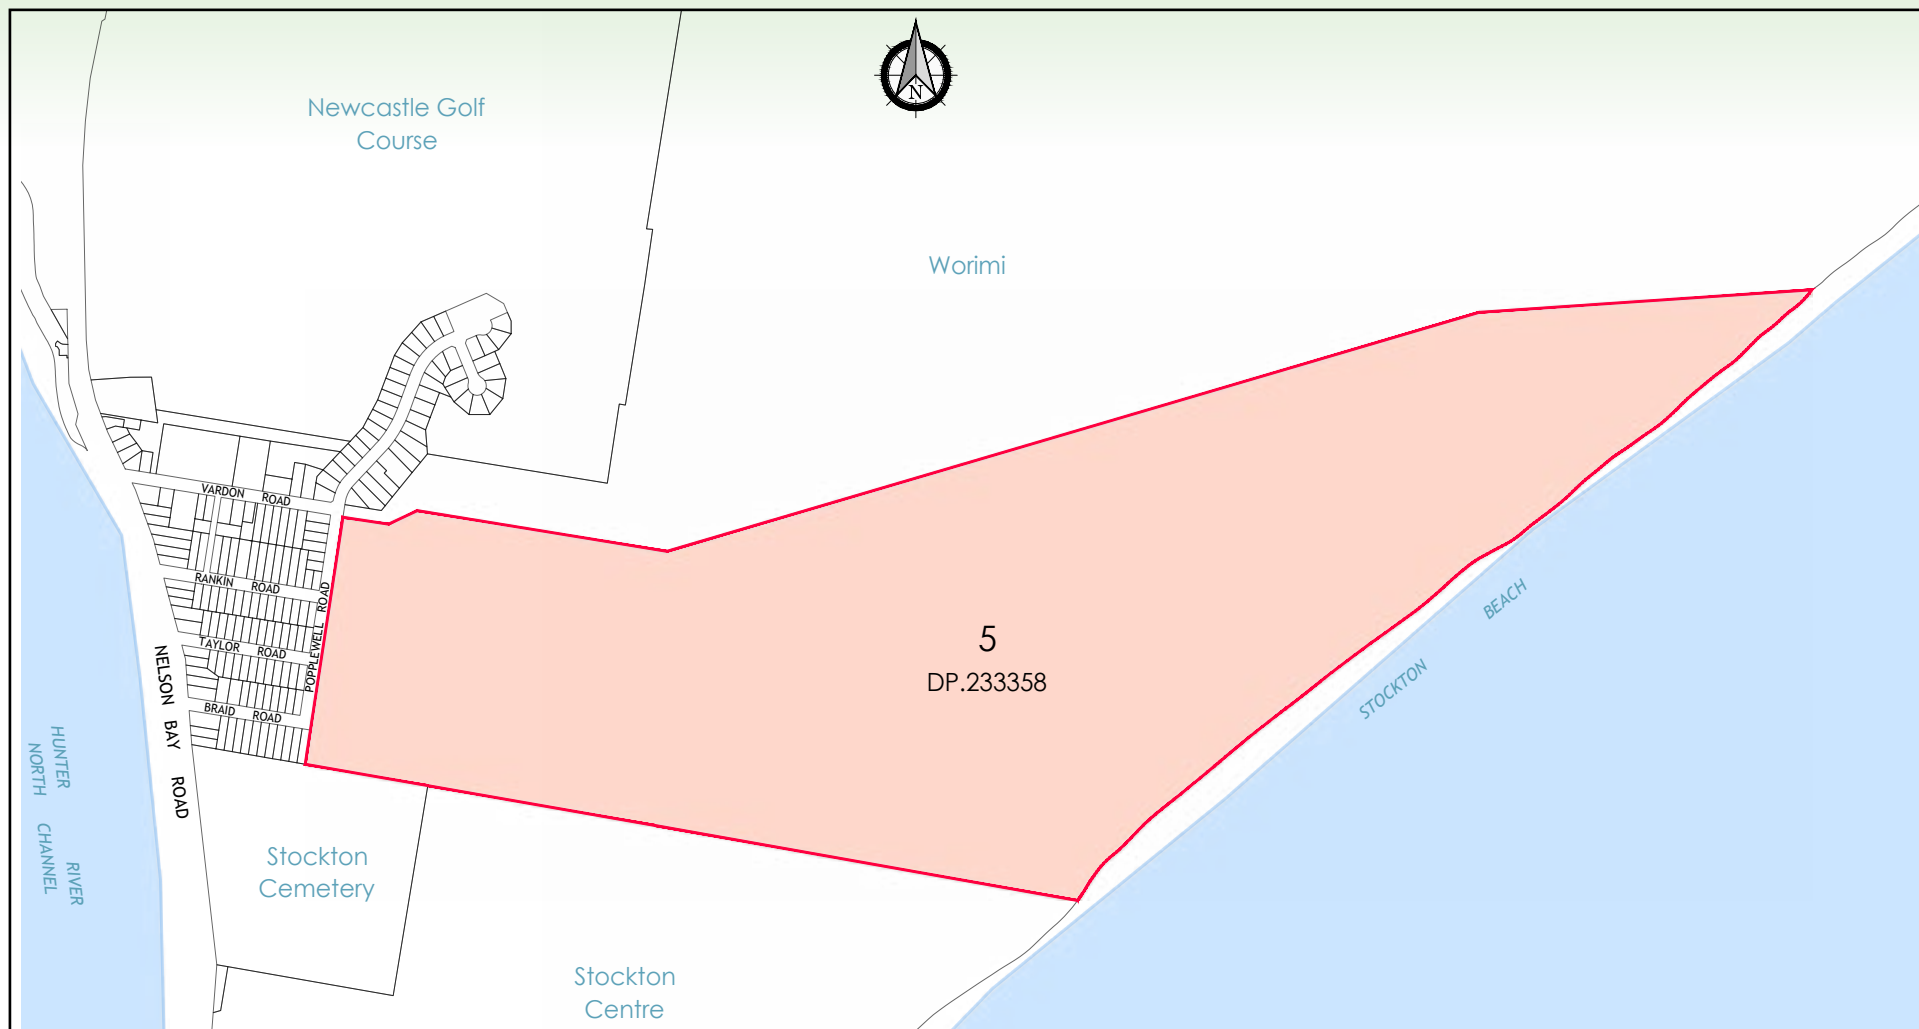 N
Newcastle Golf
Course
Worimi
VARDON ROAD
RANKIN ROAD
TAYLOR ROAD
BRAID ROAD
POPPLEWELL ROAD
NELSON BAY ROAD
5
DP.233358
STOCKTON BEACH
HUNTER RIVER
NORTH CHANNEL
Stockton
Cemetery
Stockton
Centre